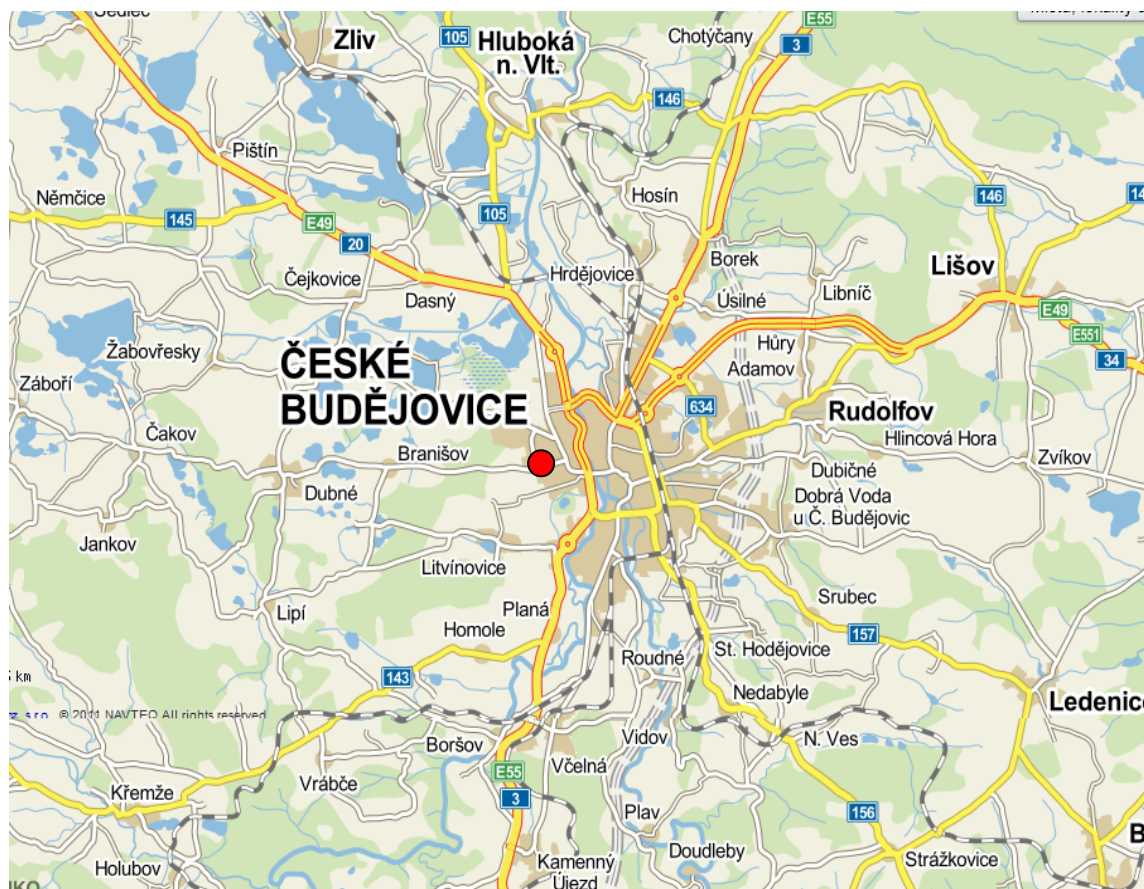 Sedlec
Zliv
105
Hluboká
n. Vlt.
Chotýčany
E55
3
146
Pištín
Němčice
145
E49
20
105
Hosín
146
Borek
Lišov
Čejkovice
Dasný
Hrdějovice
Úsilné
Libníč
E49
E551
34
Žabovřesky
ČESKÉ
BUDĚJOVICE
Hůry
Adamov
Záboří
634
Rudolfov
Čakov
Branišov
Hlincová Hora
Zvíkov
Dubné
Dubičné
Dobrá Voda
u Č. Budějovic
Jankov
Litvínovice
Lipí
Planá
Homole
Srubec
157
143
Roudné
St. Hodějovice
Nedabyle
km
s.r.o. © 2011 NAVTEQ All rights reserved
Boršov
Vidov
N. Ves
Včelná
E55
3
Vrábče
Křemže
Plav
156
Doudleby
Holubov
Kamenný
Újezd
Strážkovice